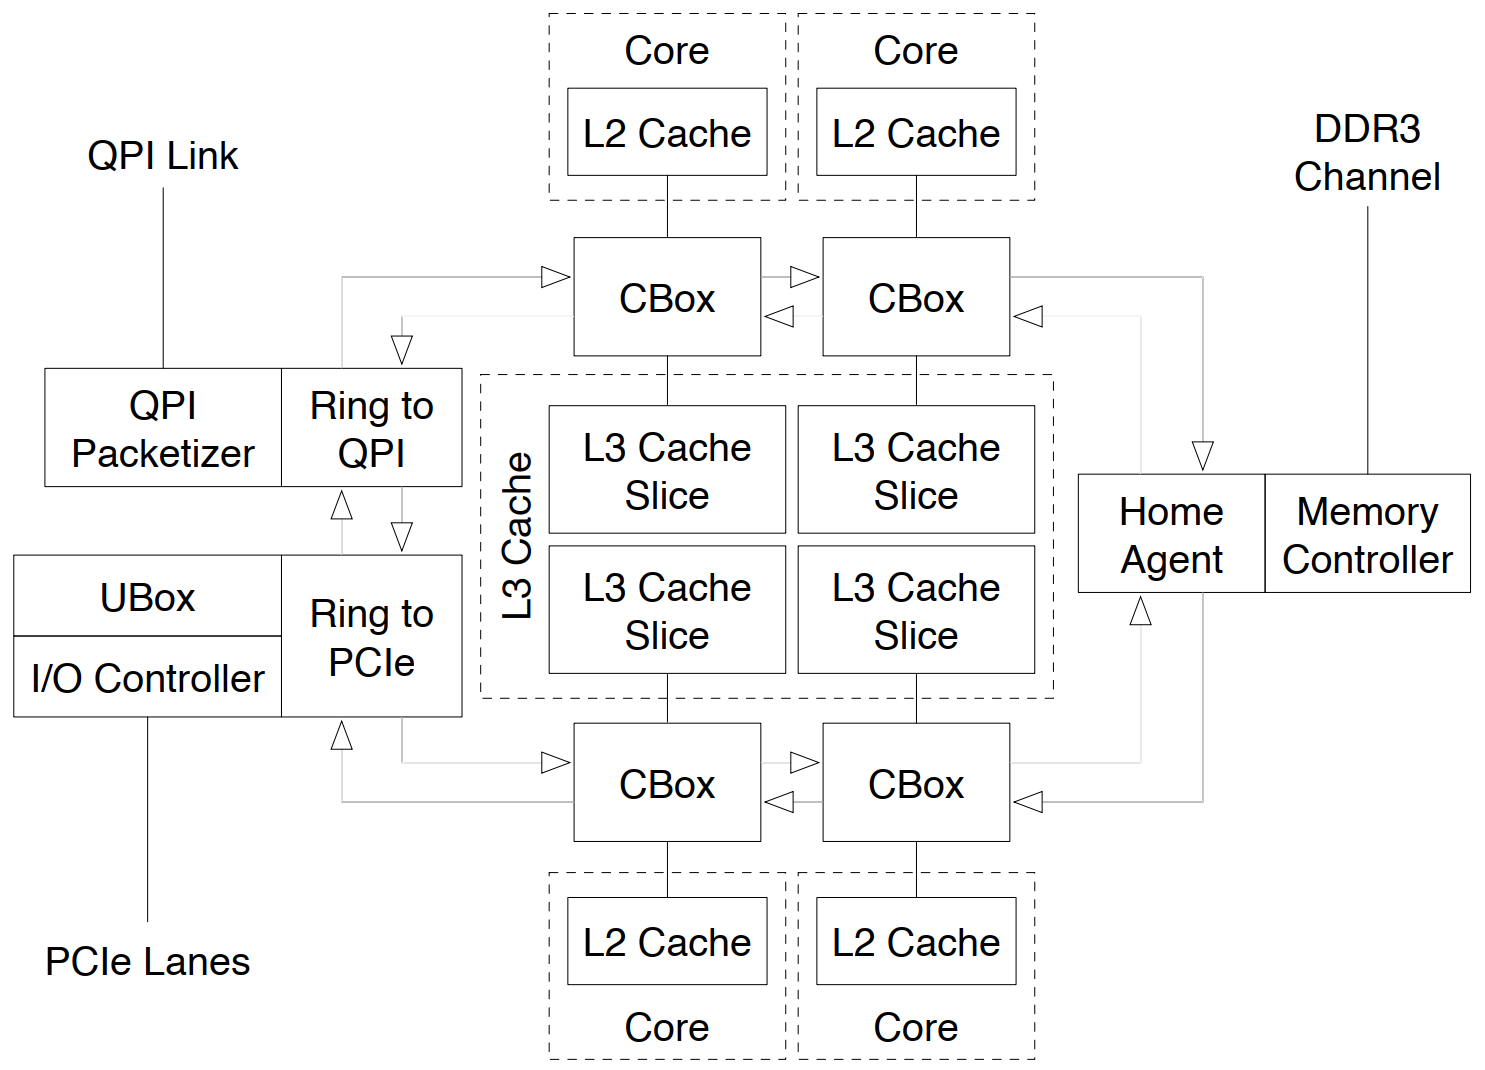 Core
Core
L2 Cache
L2 Cache
QPI Link
DDR3
Channel
CBox
CBox
QPI
Packetizer
Ring to
QPI
L3 Cache
L3 Cache
Slice
L3 Cache
Slice
L3 Cache
Slice
L3 Cache
Slice
Home
Agent
Memory
Controller
UBox
I/O Controller
Ring to
PCIe
CBox
CBox
L2 Cache
L2 Cache
PCIe Lanes
Core
Core